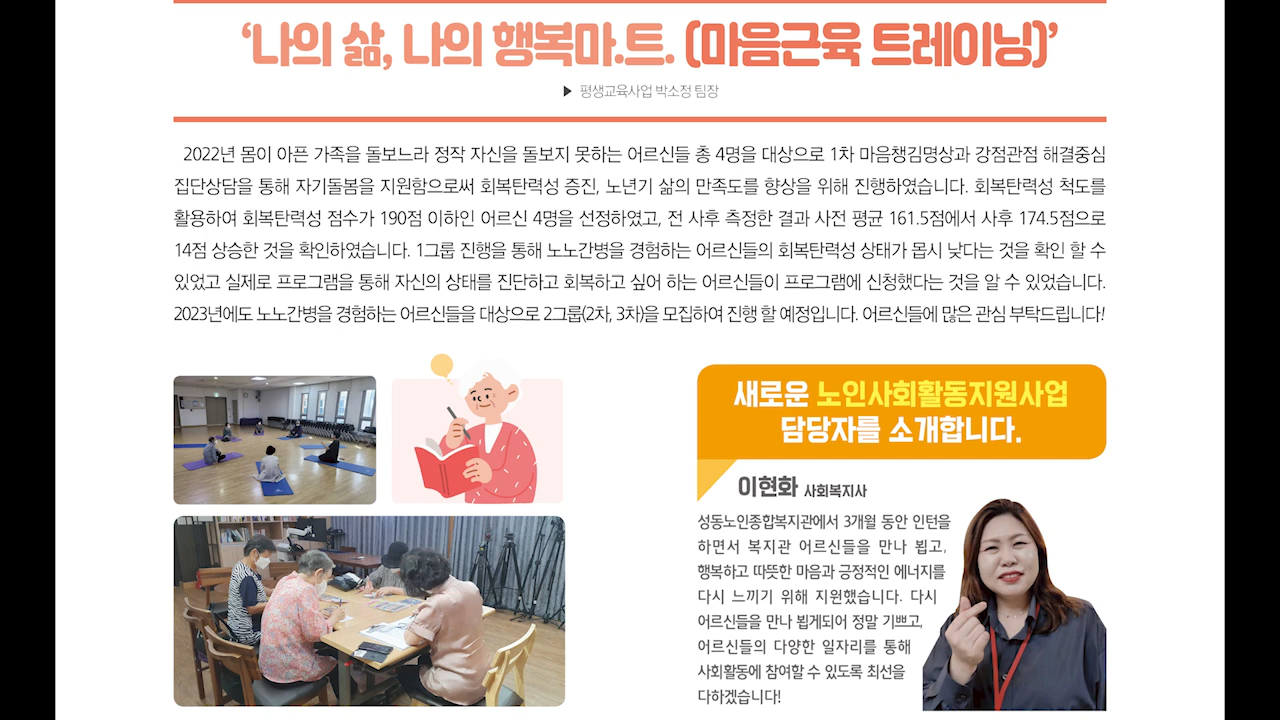 ‘나의 삶, 나의 행복마.트. (마음근육 트레이닝)’
▶ 평생교육사업 박소정 팀장
2022년 몸이 아픈 가족을 돌보느라 정작 자신을 돌보지 못하는 어르신들 총 4명을 대상으로 1차 마음챙김명상과 강점관점 해결중심
집단상담을 통해 자기돌봄을 지원함으로써 회복탄력성 증진, 노년기 삶의 만족도를 향상을 위해 진행하였습니다. 회복탄력성 척도를
활용하여 회복탄력성 점수가 190점 이하인 어르신 4명을 선정하였고, 전 사후 측정한 결과 사전 평균 161.5점에서 사후 174.5점으로
14점 상승한 것을 확인하였습니다. 1그룹 진행을 통해 노노간병을 경험하는 어르신들의 회복탄력성 상태가 몹시 낮다는 것을 확인 할 수
있었고 실제로 프로그램을 통해 자신의 상태를 진단하고 회복하고 싶어 하는 어르신들이 프로그램에 신청했다는 것을 알 수 있었습니다.
2023년에도 노노간병을 경험하는 어르신들을 대상으로 2그룹(2차, 3차)을 모집하여 진행 할 예정입니다. 어르신들에 많은 관심 부탁드립니다!
새로운 노인사회활동지원사업
담당자를 소개합니다.
이현화 사회복지사
성동노인종합복지관에서 3개월 동안 인턴을
하면서 복지관 어르신들을 만나 뵙고,
행복하고 따뜻한 마음과 긍정적인 에너지를
다시 느끼기 위해 지원했습니다. 다시
어르신들을 만나 뵙게되어 정말 기쁘고,
어르신들의 다양한 일자리를 통해
사회활동에 참여할 수 있도록 최선을
다하겠습니다!